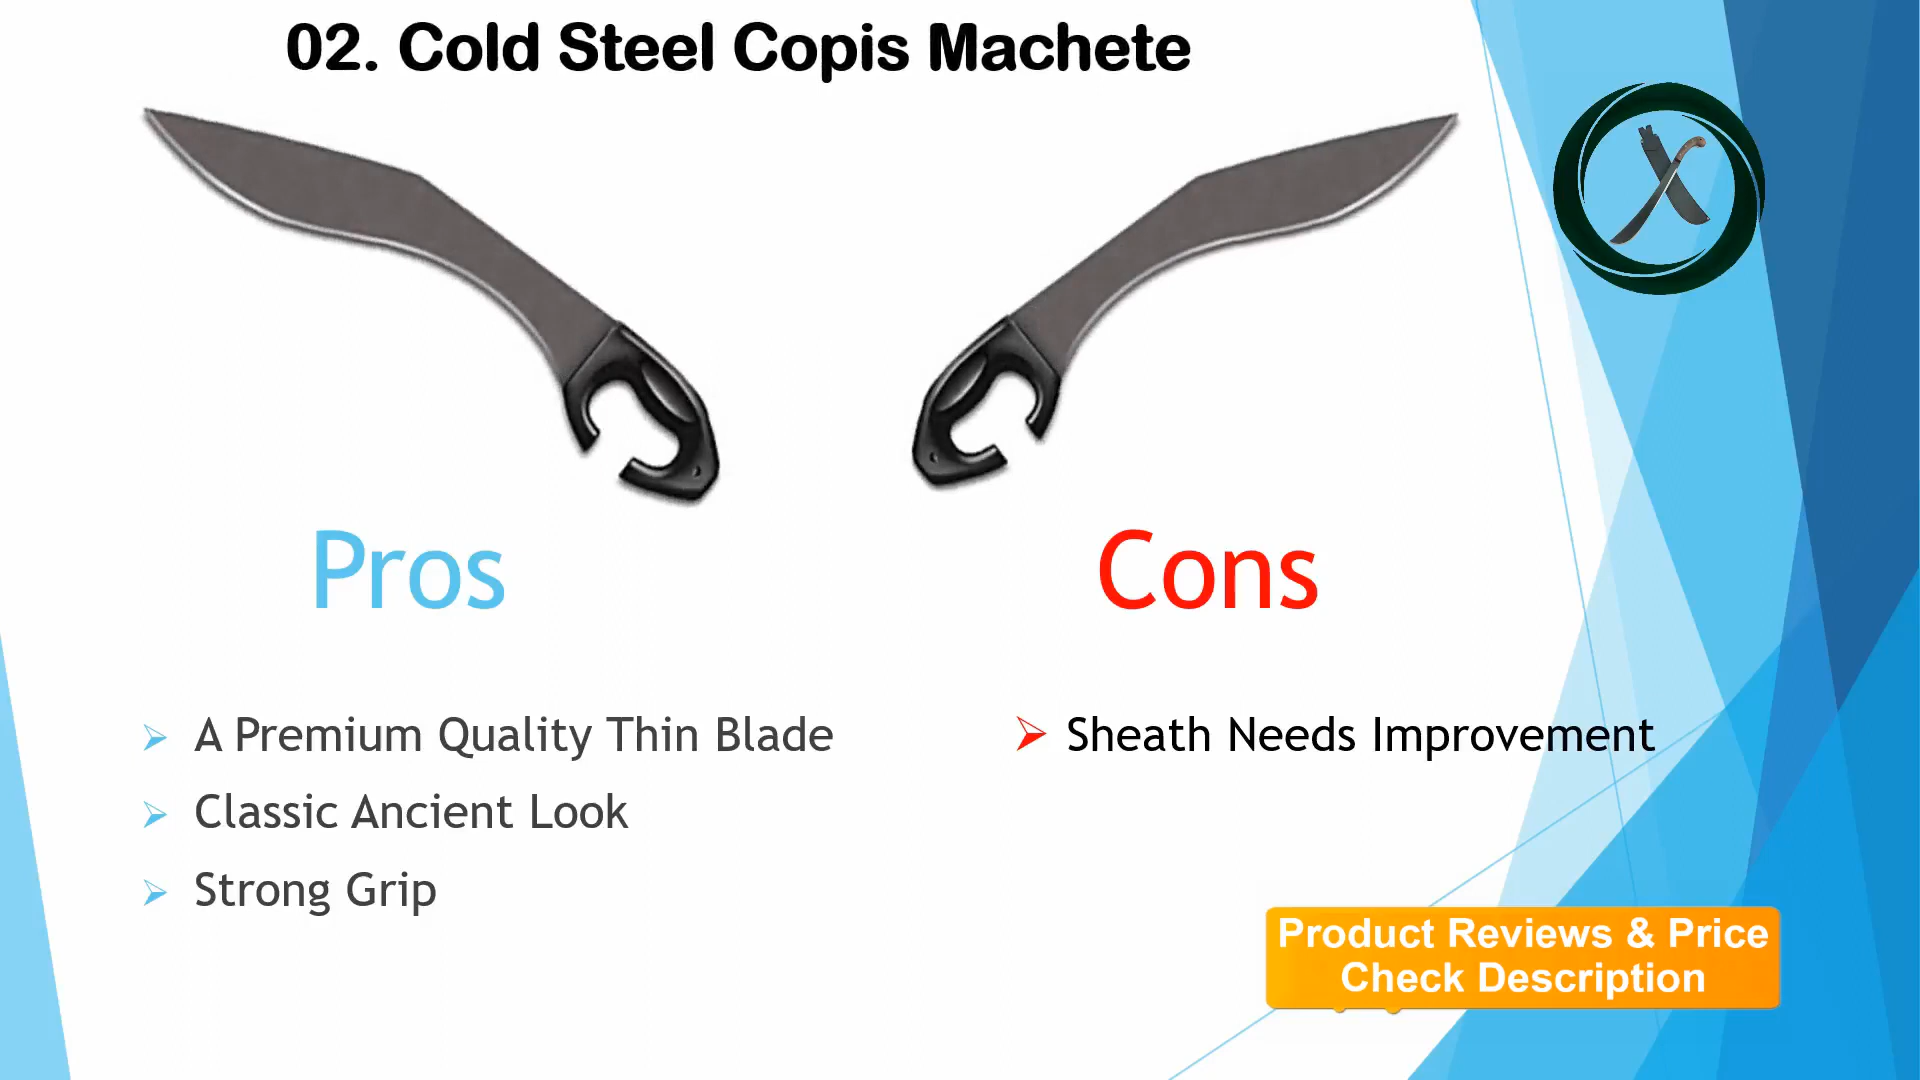 02. Cold Steel Copis Machete
Pros
A Premium Quality Thin Blade
Classic Ancient Look
Strong Grip
Cons
Sheath Needs Improvement
Product Reviews & Price
Check Description